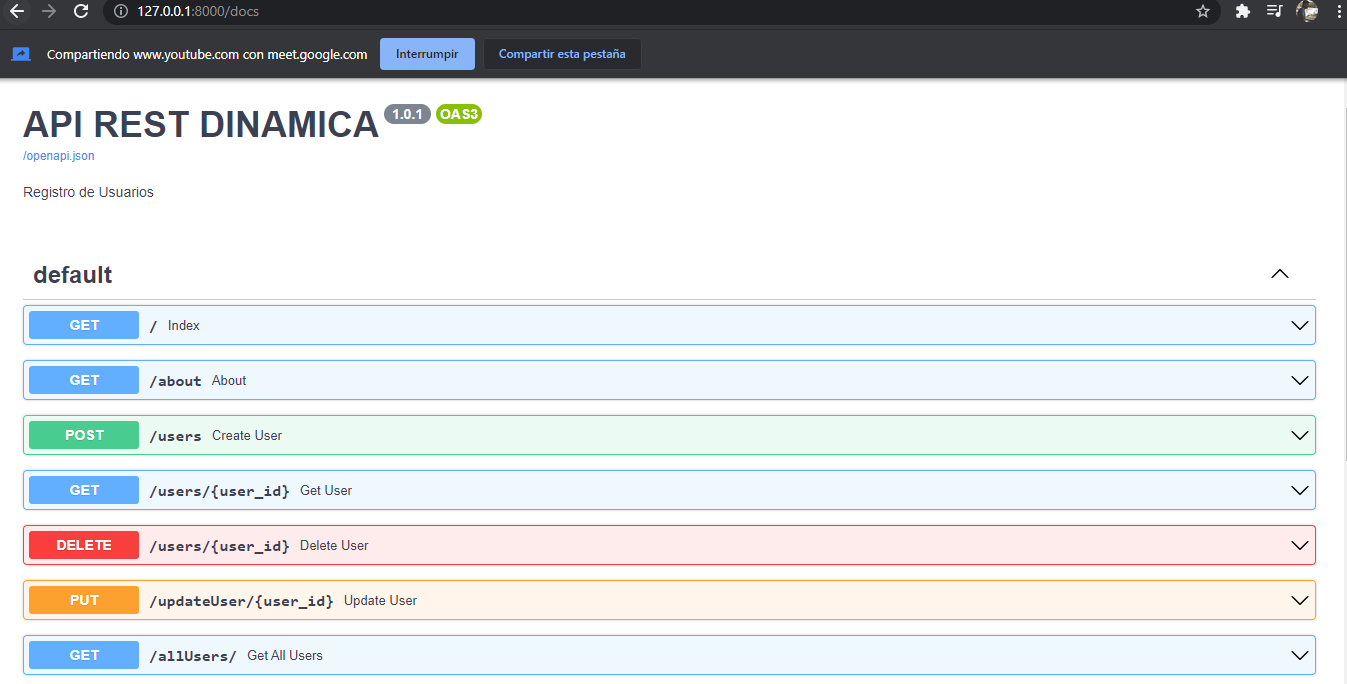 127.0.0.1:8000/docs
Compartiendo www.youtube.com con meet.google.com Interrumpir Compartir esta pestaña
API REST DINAMICA 1.0.1 OAS3
/openapi.json
Registro de Usuarios
default
GET / Index
GET /about About
POST /users Create User
GET /users/{user_id} Get User
DELETE /users/{user_id} Delete User
PUT /updateUser/{user_id} Update User
GET /allUsers/ Get All Users